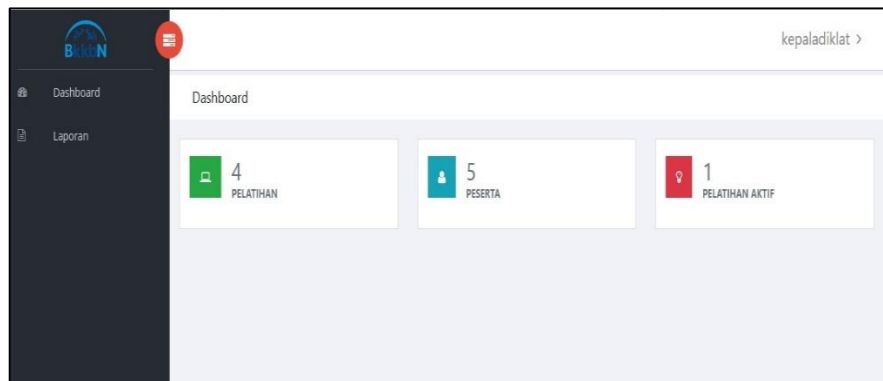 BkkbN
kepaladiklat >
Dashboard
Laporan
Dashboard
4
PELATIHAN
5
PESERTA
1
PELATIHAN AKTIF